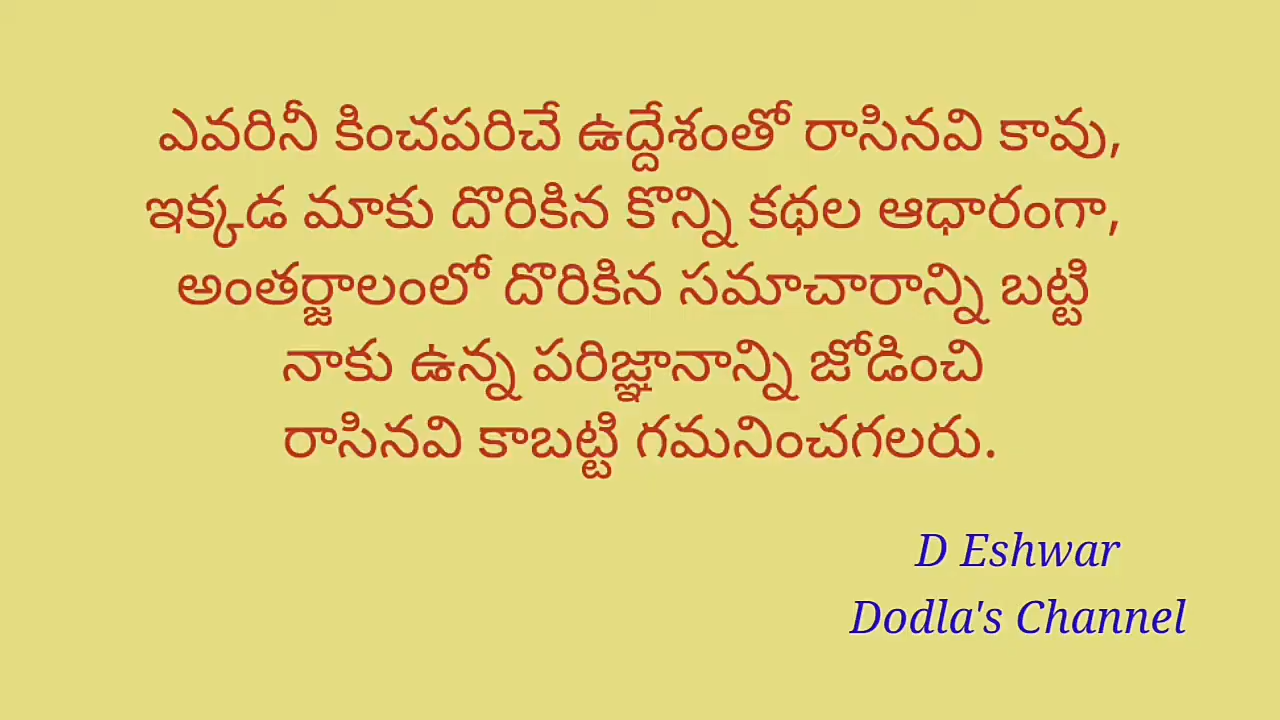 ఎవరినీ కించపరిచే ఉద్దేశంతో రాసినవి కావు,
ఇక్కడ మాకు దొరికిన కొన్ని కథల ఆధారంగా,
అంతర్జాలంలో దొరికిన సమాచారాన్ని బట్టి
నాకు ఉన్న పరిజ్ఞానాన్ని జోడించి
రాసినవి కాబట్టి గమనించగలరు.
D Eshwar
Dodla's Channel